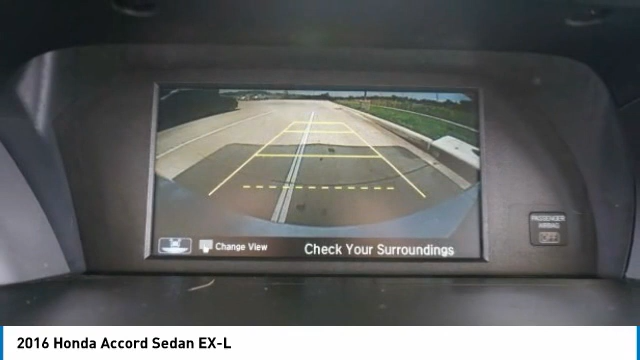 PASSENGER
AIRBAG
OFF
Change View
Check Your Surroundings
2016 Honda Accord Sedan EX-L